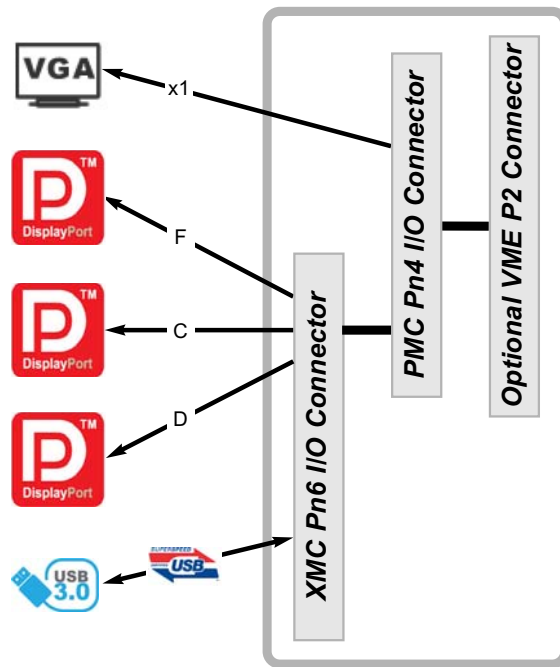 VGA
x1
TM
DisplayPort
F
TM
DisplayPort
C
TM
DisplayPort
D
SUPERSPEED
USB
USB
3.0
XMC Pn6 I/O Connector
PMC Pn4 I/O Connector
Optional VME P2 Connector